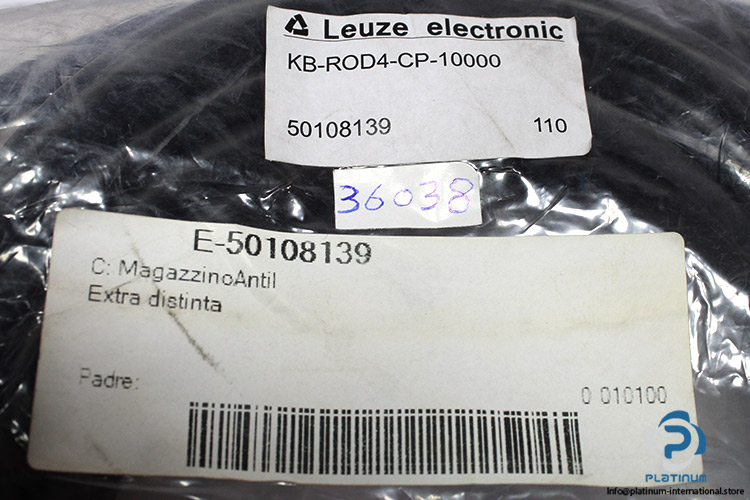 Leuze electronic
KB-ROD4-CP-10000
50108139 110
36038
E-50108139
C: MagazzinoAntil
Extra distinta
Padre:
0 010100
PLATINUM
Info@platinum-international.store